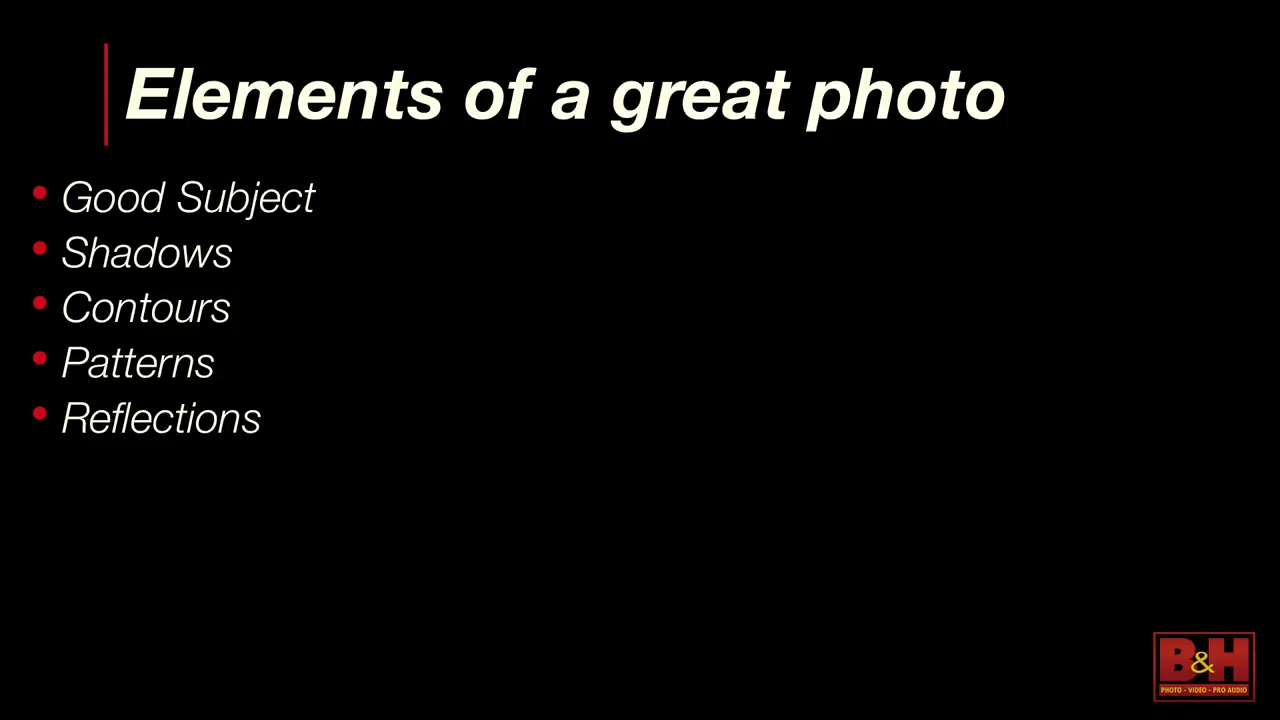 Elements of a great photo
• Good Subject
• Shadows
• Contours
• Patterns
• Reflections
B&H
PHOTO - VIDEO - PRO AUDIO